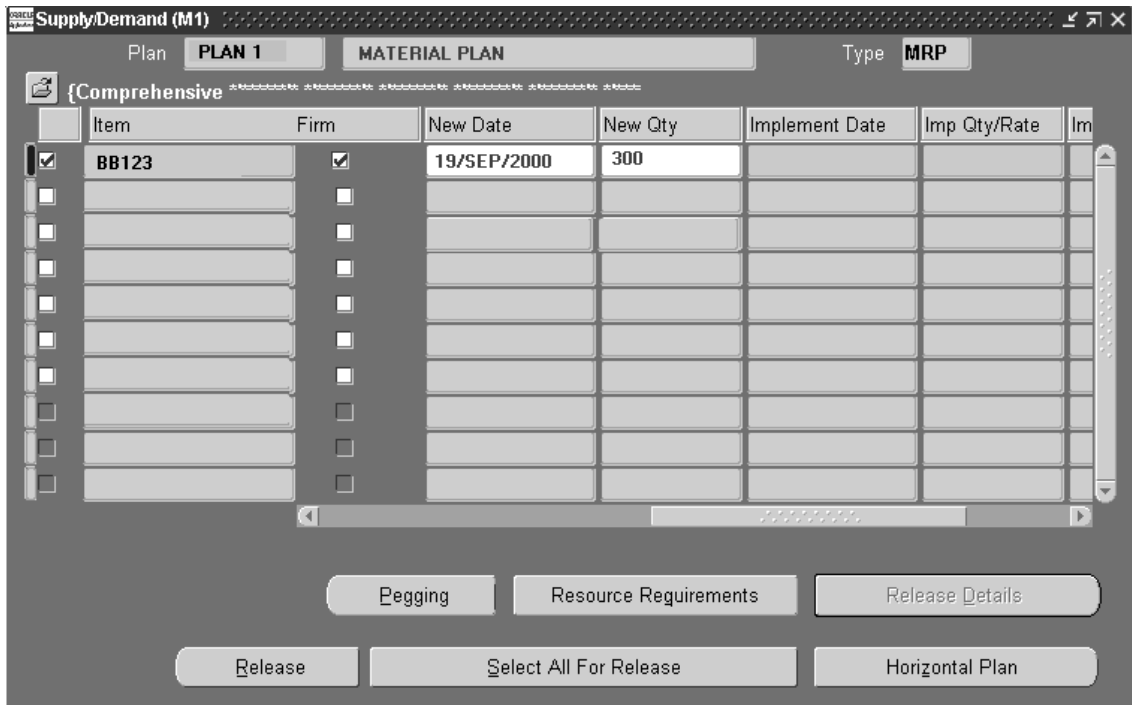 ORACLE Supply/Demand (M1)
Plan PLAN 1 MATERIAL PLAN Type MRP
{Comprehensive
Item Firm New Date New Qty Implement Date Imp Qty/Rate Im
BB123 19/SEP/2000 300
Pegging Resource Requirements Release Details
Release Select All For Release Horizontal Plan